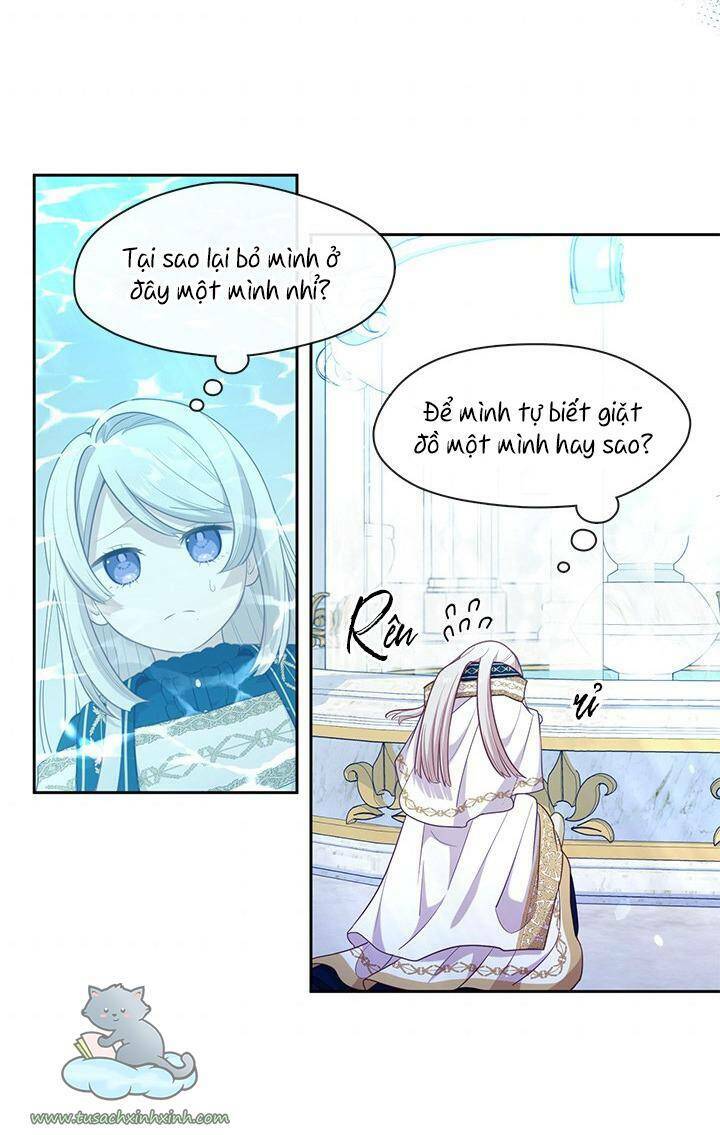 Tại sao lại bỏ mình ở
đây một mình nhỉ?
Để mình tự biết giặt
đồ một mình hay sao?
Rên
rỉ
www.tusachxinhxinh.com